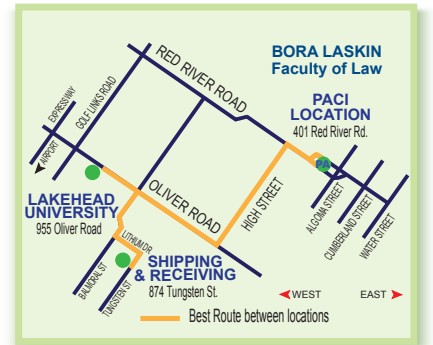 BORA LASKIN
Faculty of Law
PACI
LOCATION
401 Red River Rd.
RED RIVER ROAD
EXPRESSWAY
GOLF LINKS ROAD
AIRPORT
PA
LAKEHEAD
UNIVERSITY
955 Oliver Road
OLIVER ROAD
HIGH STREET
ALGOMA STREET
CUMBERLAND STREET
WATER STREET
LITHIUM DR.
BALMORAL ST
TUNGSTEN ST
SHIPPING
& RECEIVING
874 Tungsten St.
WEST EAST
Best Route between locations